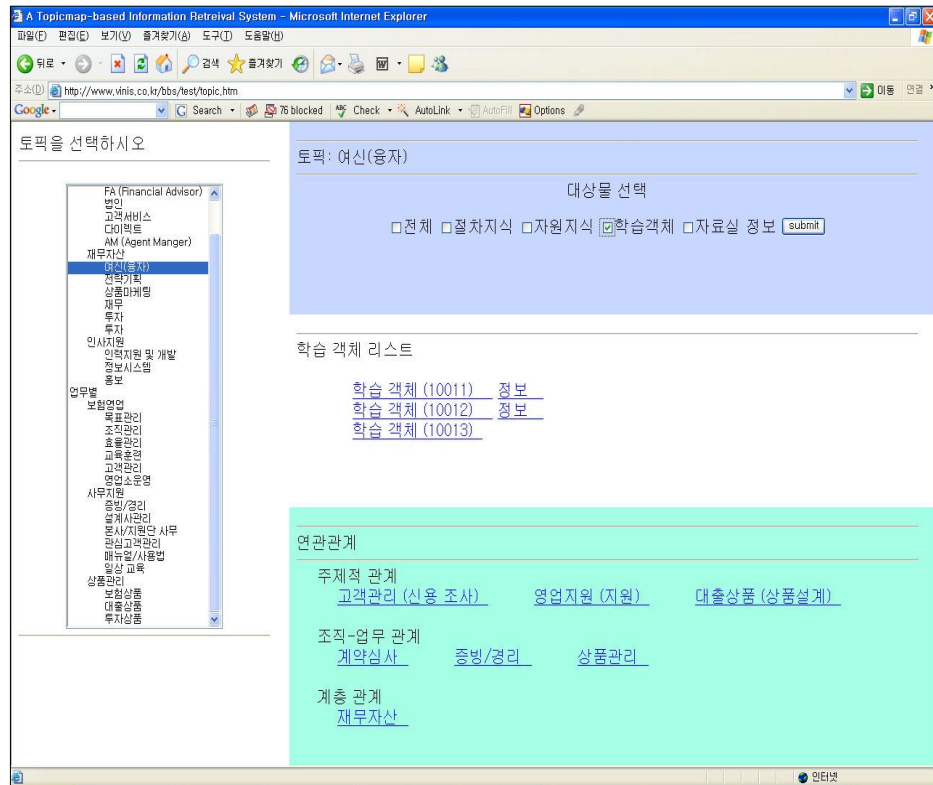 A Topicmap-based Information Retreival System - Microsoft Internet Explorer
파일(F) 편집(E) 보기(V) 즐겨찾기(A) 도구(T) 도움말(H)
뒤로 검색 즐겨찾기
주소(D) http://www.vinis.co.kr/bbs/test/topic.htm 이동 연결
Google Search 76 blocked Check AutoLink AutoFill Options
토픽을 선택하시오
FA (Financial Advisor)
법인
고객서비스
다이렉트
AM (Agent Manger)
재무자산
여신(융자)
전략기획
상품마케팅
재무
투자
투자
인사지원
인력지원 및 개발
정보시스템
홍보
업무별
보험영업
목표관리
조직관리
효율관리
교육훈련
고객관리
영업소운영
사무지원
증빙/경리
설계사관리
본사/지원단 사무
관심고객관리
매뉴얼/사용법
일상 교육
상품관리
보험상품
대출상품
투자상품
토픽: 여신(융자)
대상물 선택
전체 절차지식 자원지식 학습객체 자료실 정보 submit
학습 객체 리스트
학습 객체 (10011) 정보
학습 객체 (10012) 정보
학습 객체 (10013)
연관관계
주제적 관계
고객관리 (신용 조사) 영업지원 (지원) 대출상품 (상품설계)
조직-업무 관계
계약심사 증빙/경리 상품관리
계층 관계
재무자산
인터넷